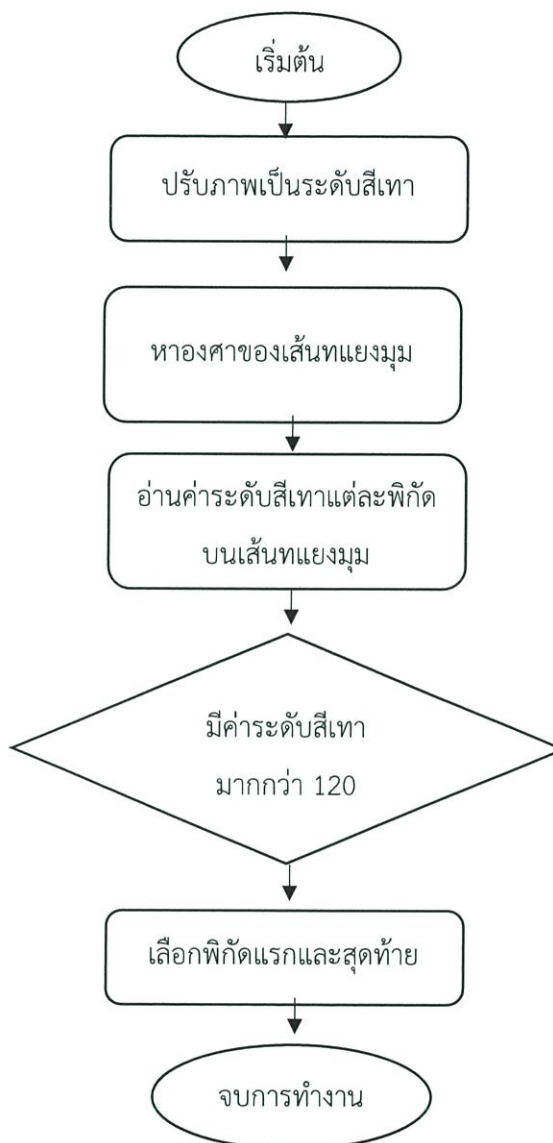 เริ่มต้น
ปรับภาพเป็นระดับสีเทา
หาองศาของเส้นทแยงมุม
อ่านค่าระดับสีเทาแต่ละพิกัด
บนเส้นทแยงมุม
มีค่าระดับสีเทา
มากกว่า 120
เลือกพิกัดแรกและสุดท้าย
จบการทำงาน